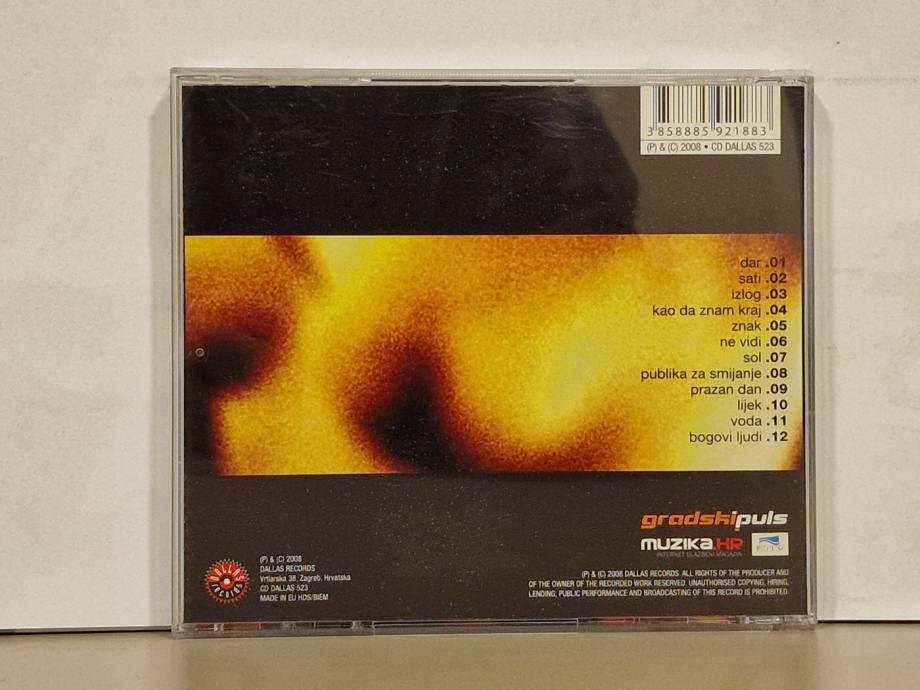 3 858885 921883
(P) & (C) 2008 • CD DALLAS 523
dar .01
sati .02
izlog .03
kao da znam kraj .04
znak .05
ne vidi .06
sol .07
publika za smijanje .08
prazan dan .09
lijek .10
voda .11
bogovi ljudi .12
gradskipuls
muzika.HR
INTERNET GLAZBENI MAGAZIN
DALLAS
RECORDS
(P) & (C) 2008
DALLAS RECORDS
Vrtlarska 38, Zagreb, Hrvatska
CD DALLAS 523
MADE IN EU HDS/BIEM
(P) & (C) 2008 DALLAS RECORDS. ALL RIGHTS OF THE PRODUCER AND
OF THE OWNER OF THE RECORDED WORK RESERVED. UNAUTHORISED COPYING, HIRING,
LENDING, PUBLIC PERFORMANCE AND BROADCASTING OF THIS RECORD IS PROHIBITED.